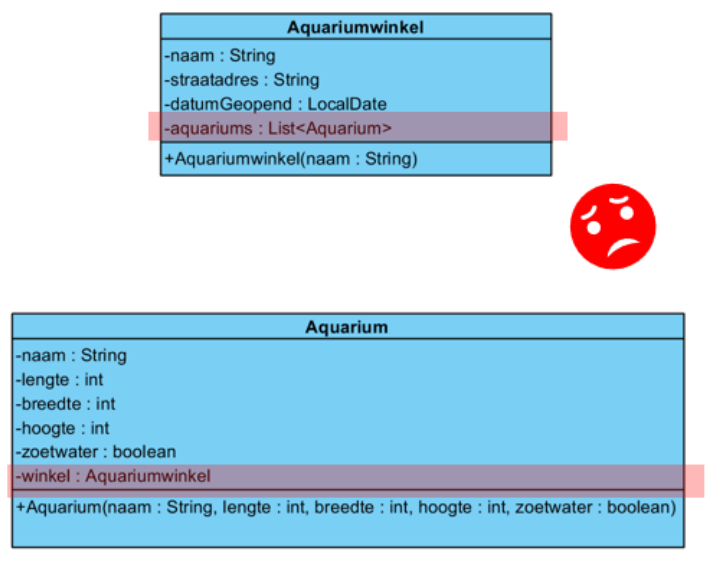 Aquariumwinkel
-naam : String
-straatadres : String
-datumGeopend : LocalDate
-aquariums : List<Aquarium>
+Aquariumwinkel(naam : String)
Aquarium
-naam : String
-lengte : int
-breedte : int
-hoogte : int
-zoetwater : boolean
-winkel : Aquariumwinkel
+Aquarium(naam : String, lengte : int, breedte : int, hoogte : int, zoetwater : boolean)